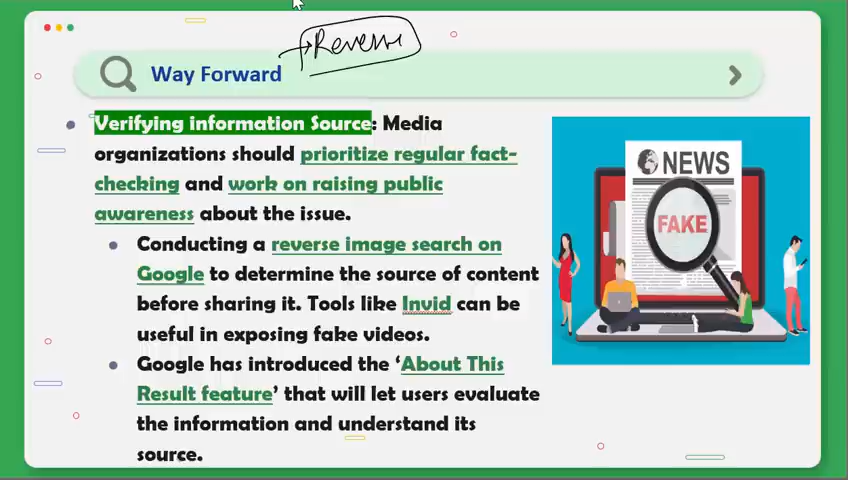 Reverse
Way Forward
Verifying information Source: Media
organizations should prioritize regular fact-
checking and work on raising public
awareness about the issue.
Conducting a reverse image search on
Google to determine the source of content
before sharing it. Tools like Invid can be
useful in exposing fake videos.
Google has introduced the ‘About This
Result feature’ that will let users evaluate
the information and understand its
source.
NEWS
FAKE